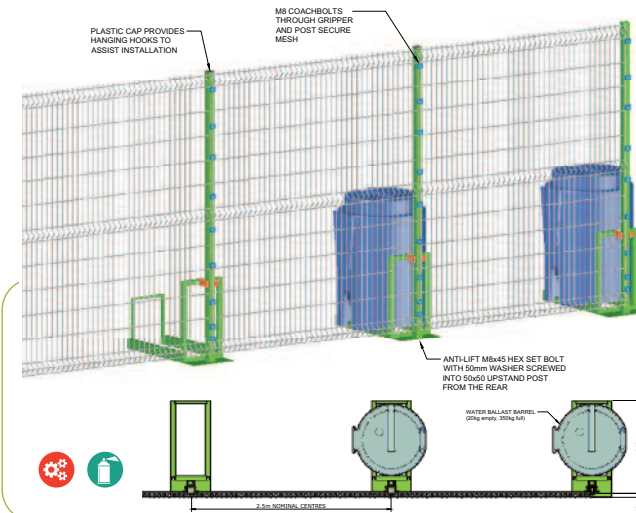 M8 COACHBOLTS
THROUGH GRIPPER
AND POST SECURE
MESH
PLASTIC CAP PROVIDES
HANGING HOOKS TO
ASSIST INSTALLATION
ANTI-LIFT M8x45 HEX SET BOLT
WITH 50mm WASHER SCREWED
INTO 50x50 UPSTAND POST
FROM THE REAR
WATER BALLAST BARREL
(20kg empty, 350kg full)
2.5m NOMINAL CENTRES